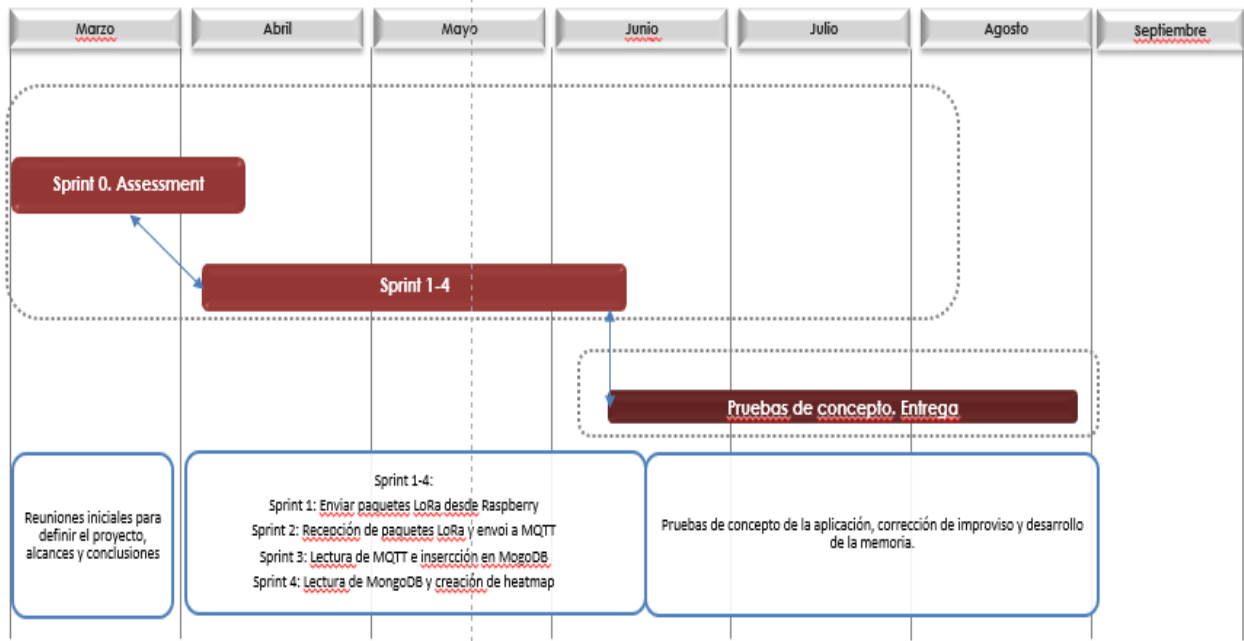 Marzo
Abril
Mayo
Junio
Julio
Agosto
Septiembre
Sprint 0. Assessment
Sprint 1-4
Pruebas de concepto. Entrega
Reuniones iniciales para
definir el proyecto,
alcances y conclusiones
Sprint 1-4:
Sprint 1: Enviar paquetes LoRa desde Raspberry
Sprint 2: Recepción de paquetes LoRa y envoi a MQTT
Sprint 3: Lectura de MQTT e insercción en MogoDB
Sprint 4: Lectura de MongoDB y creación de heatmap
Pruebas de concepto de la aplicación, corrección de improviso y desarrollo
de la memoria.